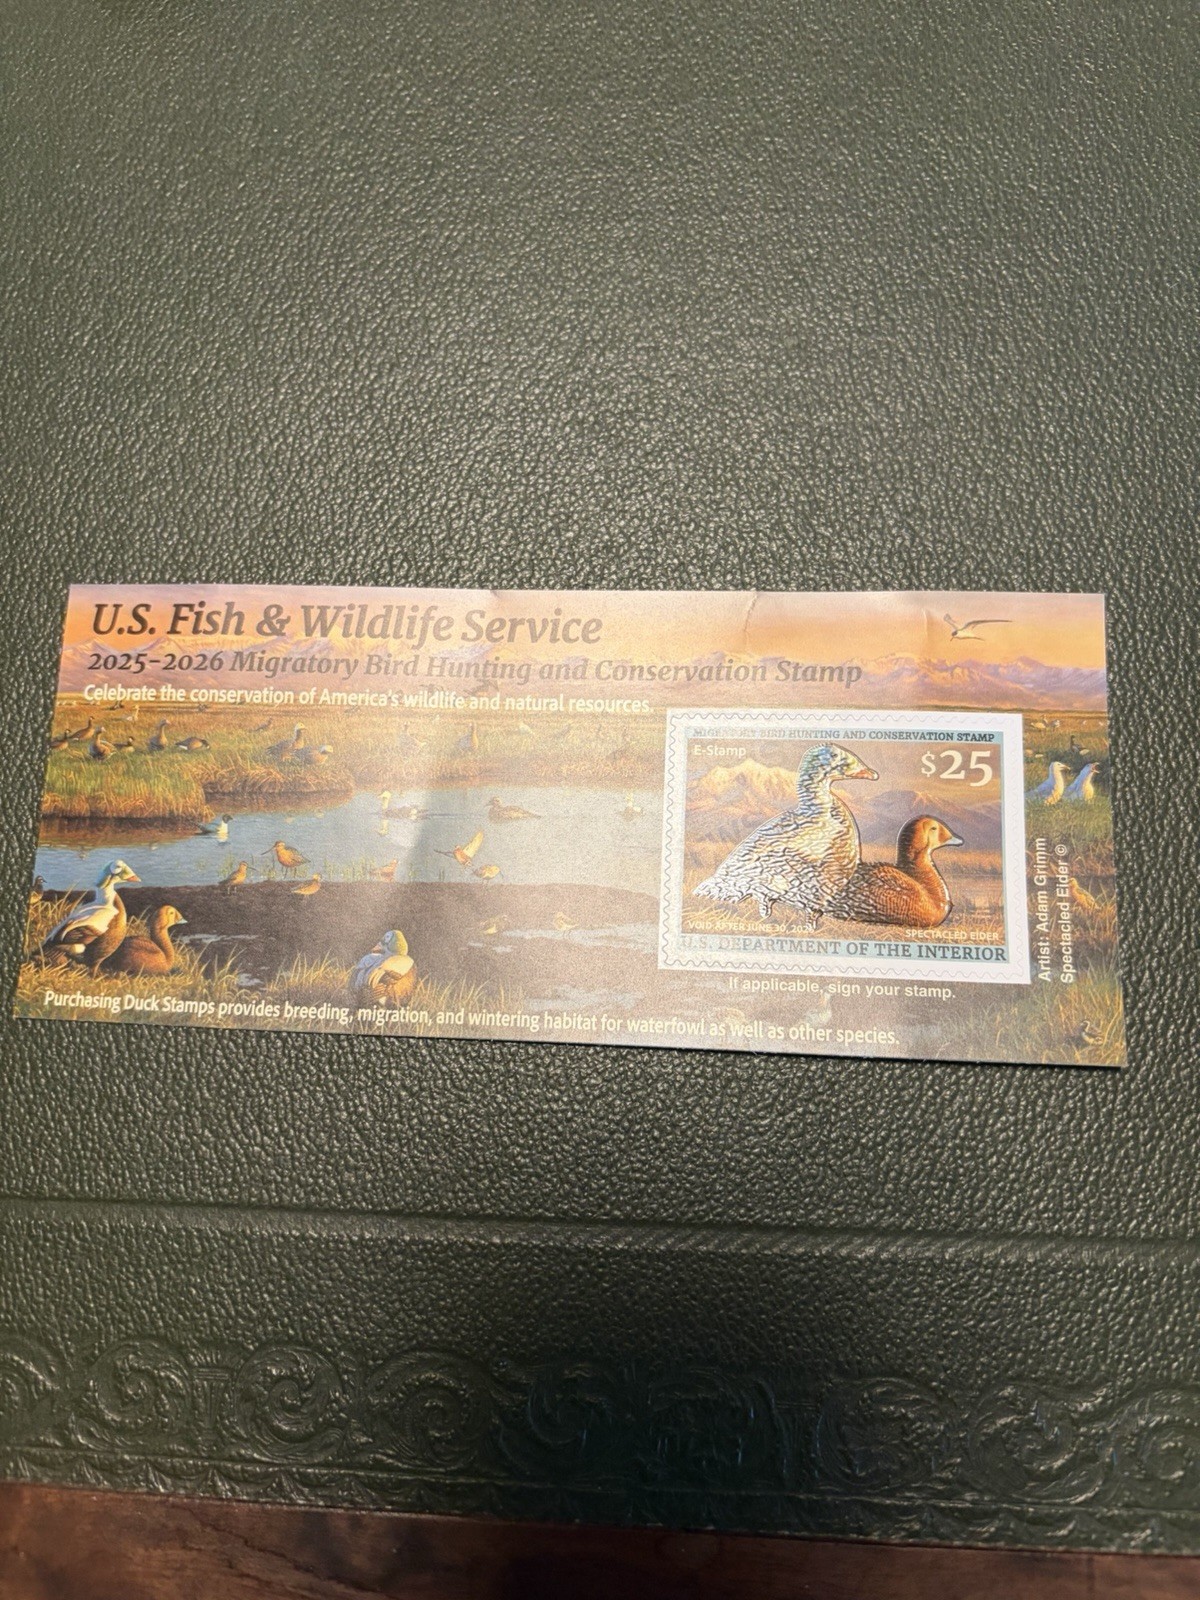 U.S. Fish & Wildlife Service
2025-2026 Migratory Bird Hunting and Conservation Stamp
Celebrate the conservation of America's wildlife and natural resources.
MIGRATORY BIRD HUNTING AND CONSERVATION STAMP
E-Stamp
$25
VOID AFTER JUNE 30,
SPECTACLED EIDER
U.S. DEPARTMENT OF THE INTERIOR
If applicable, sign your stamp.
Artist: Adam Grimm
Spectacled Eider ©
Purchasing Duck Stamps provides breeding, migration, and wintering habitat for waterfowl as well as other species.